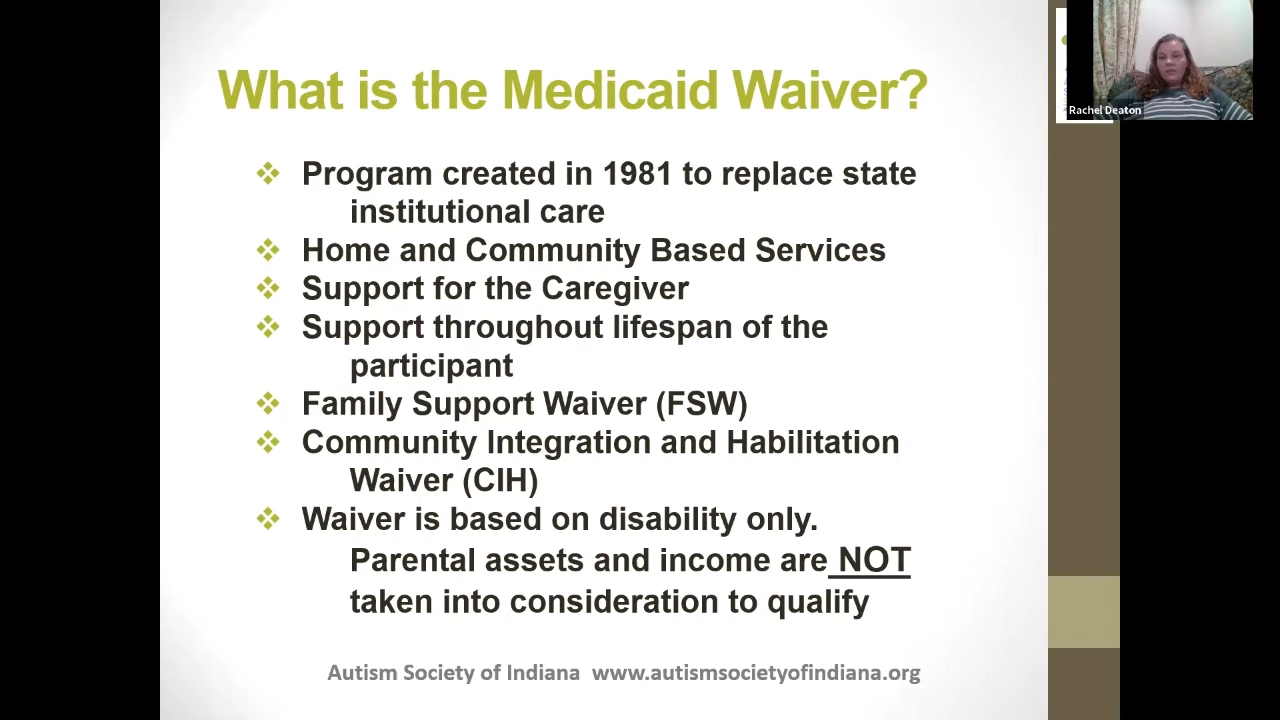 What is the Medicaid Waiver?
Program created in 1981 to replace state
institutional care
Home and Community Based Services
Support for the Caregiver
Support throughout lifespan of the
participant
Family Support Waiver (FSW)
Community Integration and Habilitation
Waiver (CIH)
Waiver is based on disability only.
Parental assets and income are NOT
taken into consideration to qualify
Autism Society of Indiana www.autismsocietyofindiana.org
Rachel Deaton